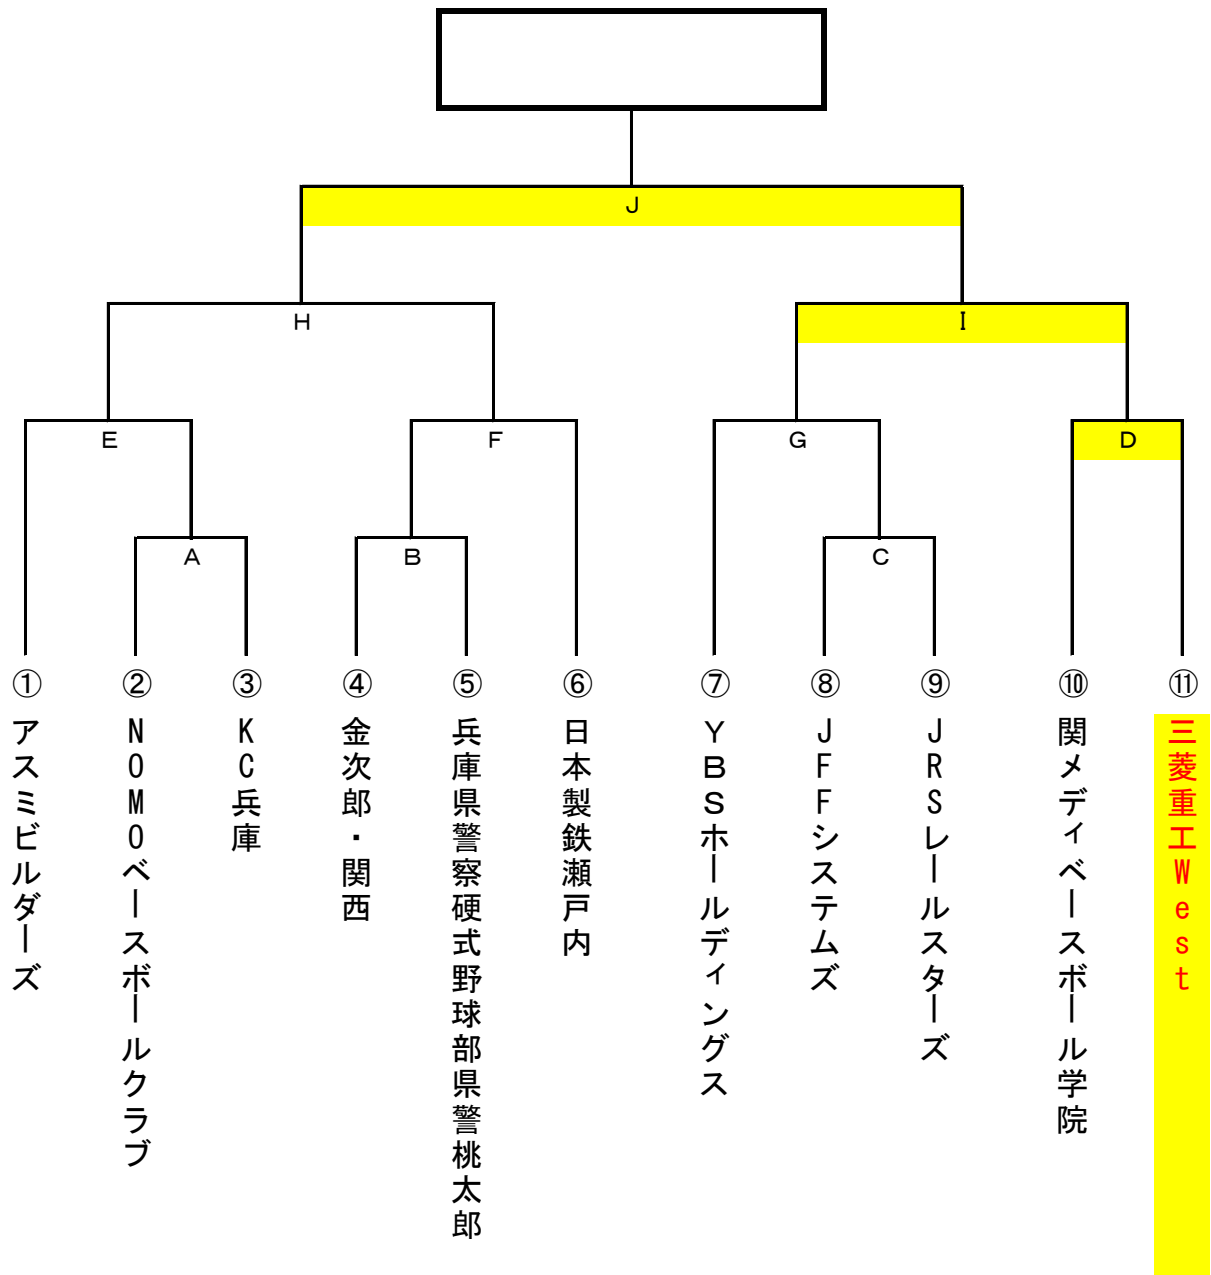 J
H
I
E
F
G
D
A
B
C
①
アスミビルダーズ
②
NOMOベースボールクラブ
③
KC兵庫
④
金次郎・関西
⑤
兵庫県警察硬式野球部県警桃太郎
⑥
日本製鉄瀬戸内
⑦
YBSホールディングス
⑧
JFFシステムズ
⑨
JRSレールスターズ
⑩
関メディベースボール学院
⑪
三菱重工West